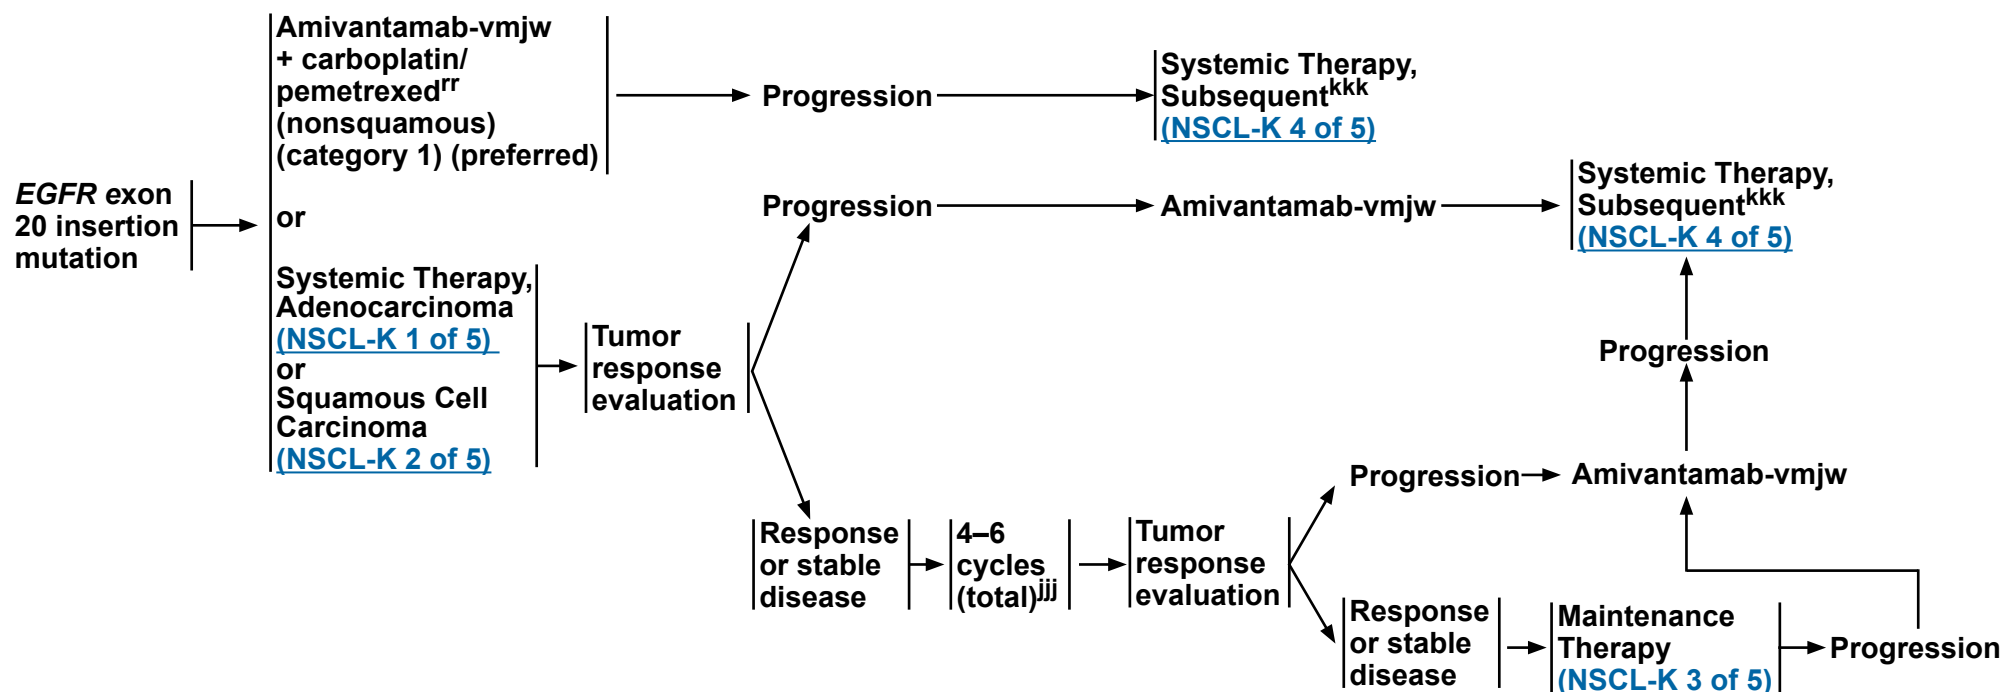 EGFR exon
20 insertion
mutation
Amivantamab-vmjw
+ carboplatin/
pemetrexedrr
(nonsquamous)
(category 1) (preferred)
or
Systemic Therapy,
Adenocarcinoma
(NSCL-K 1 of 5)
or
Squamous Cell
Carcinoma
(NSCL-K 2 of 5)
Progression
Systemic Therapy,
Subsequentkkk
(NSCL-K 4 of 5)
Tumor
response
evaluation
Progression
Amivantamab-vmjw
Systemic Therapy,
Subsequentkkk
(NSCL-K 4 of 5)
Response
or stable
disease
4–6
cycles
(total)jjj
Tumor
response
evaluation
Progression
Amivantamab-vmjw
Progression
Response
or stable
disease
Maintenance
Therapy
(NSCL-K 3 of 5)
Progression